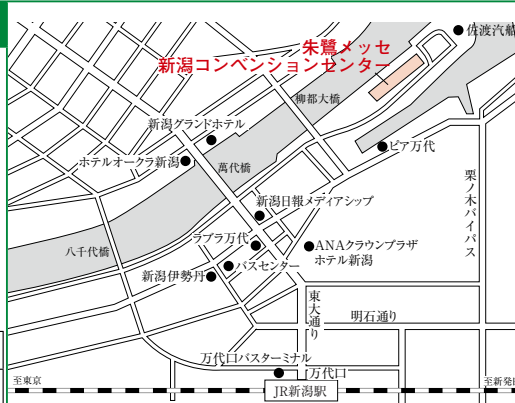 佐渡汽船
朱鷺メッセ
新潟コンベンションセンター
柳都大橋
新潟グランドホテル
ピア万代
ホテルオークラ新潟
萬代橋
栗ノ木バイパス
新潟日報メディアシップ
八千代橋
ラブラ万代
ANAクラウンプラザ
ホテル新潟
バスセンター
新潟伊勢丹
東大通り
明石通り
万代口バスターミナル
万代口
至東京
至新発
JR新潟駅